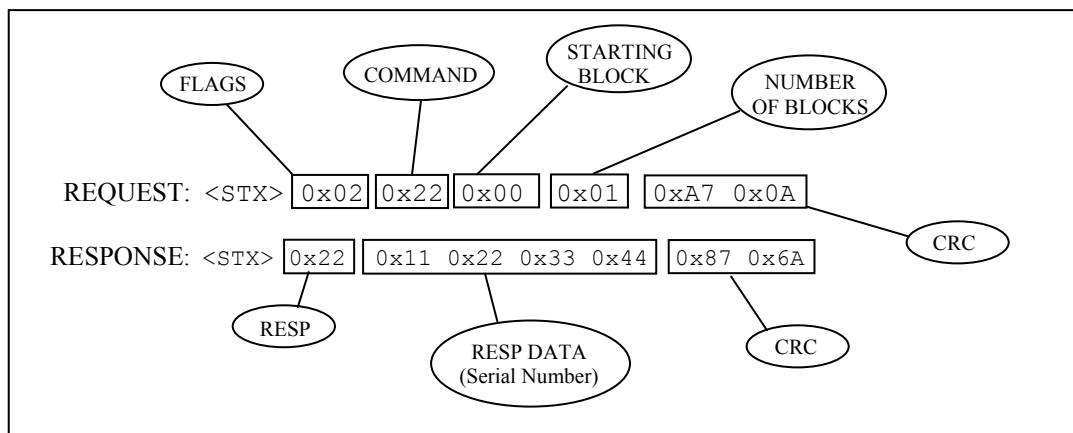 STARTING
BLOCK
COMMAND
NUMBER
OF BLOCKS
FLAGS
REQUEST: <STX> 0x02 0x22 0x00 0x01 0xA7 0x0A
CRC
RESPONSE: <STX> 0x22 0x11 0x22 0x33 0x44 0x87 0x6A
RESP
RESP DATA
(Serial Number)
CRC